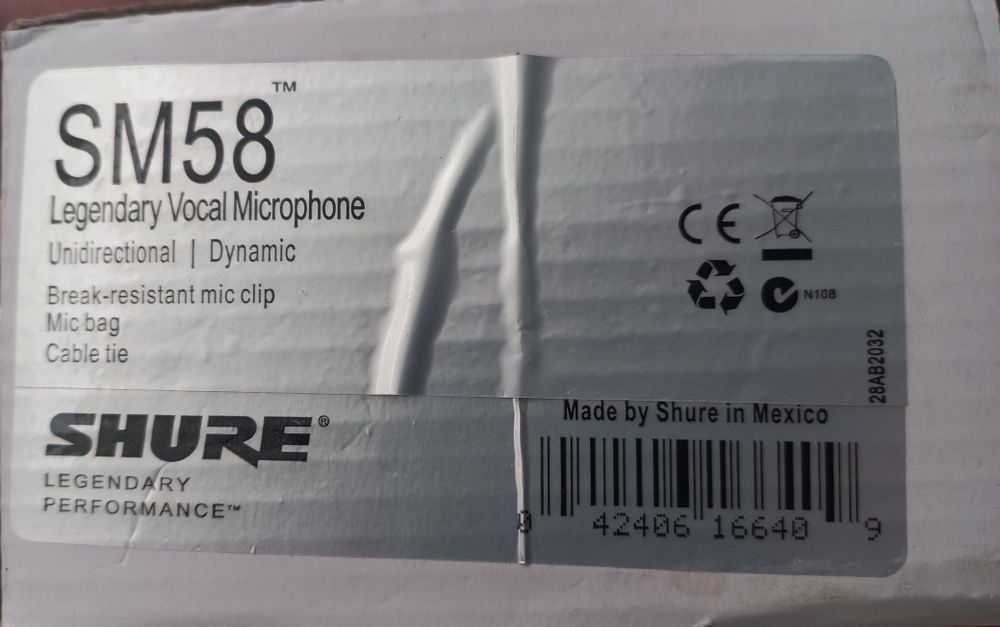 SM58™
Legendary Vocal Microphone
Unidirectional | Dynamic
Break-resistant mic clip
Mic bag
Cable tie
CE
N108
28AB2032
SHURE®
LEGENDARY
PERFORMANCE™
Made by Shure in Mexico
0 42406 16640 9